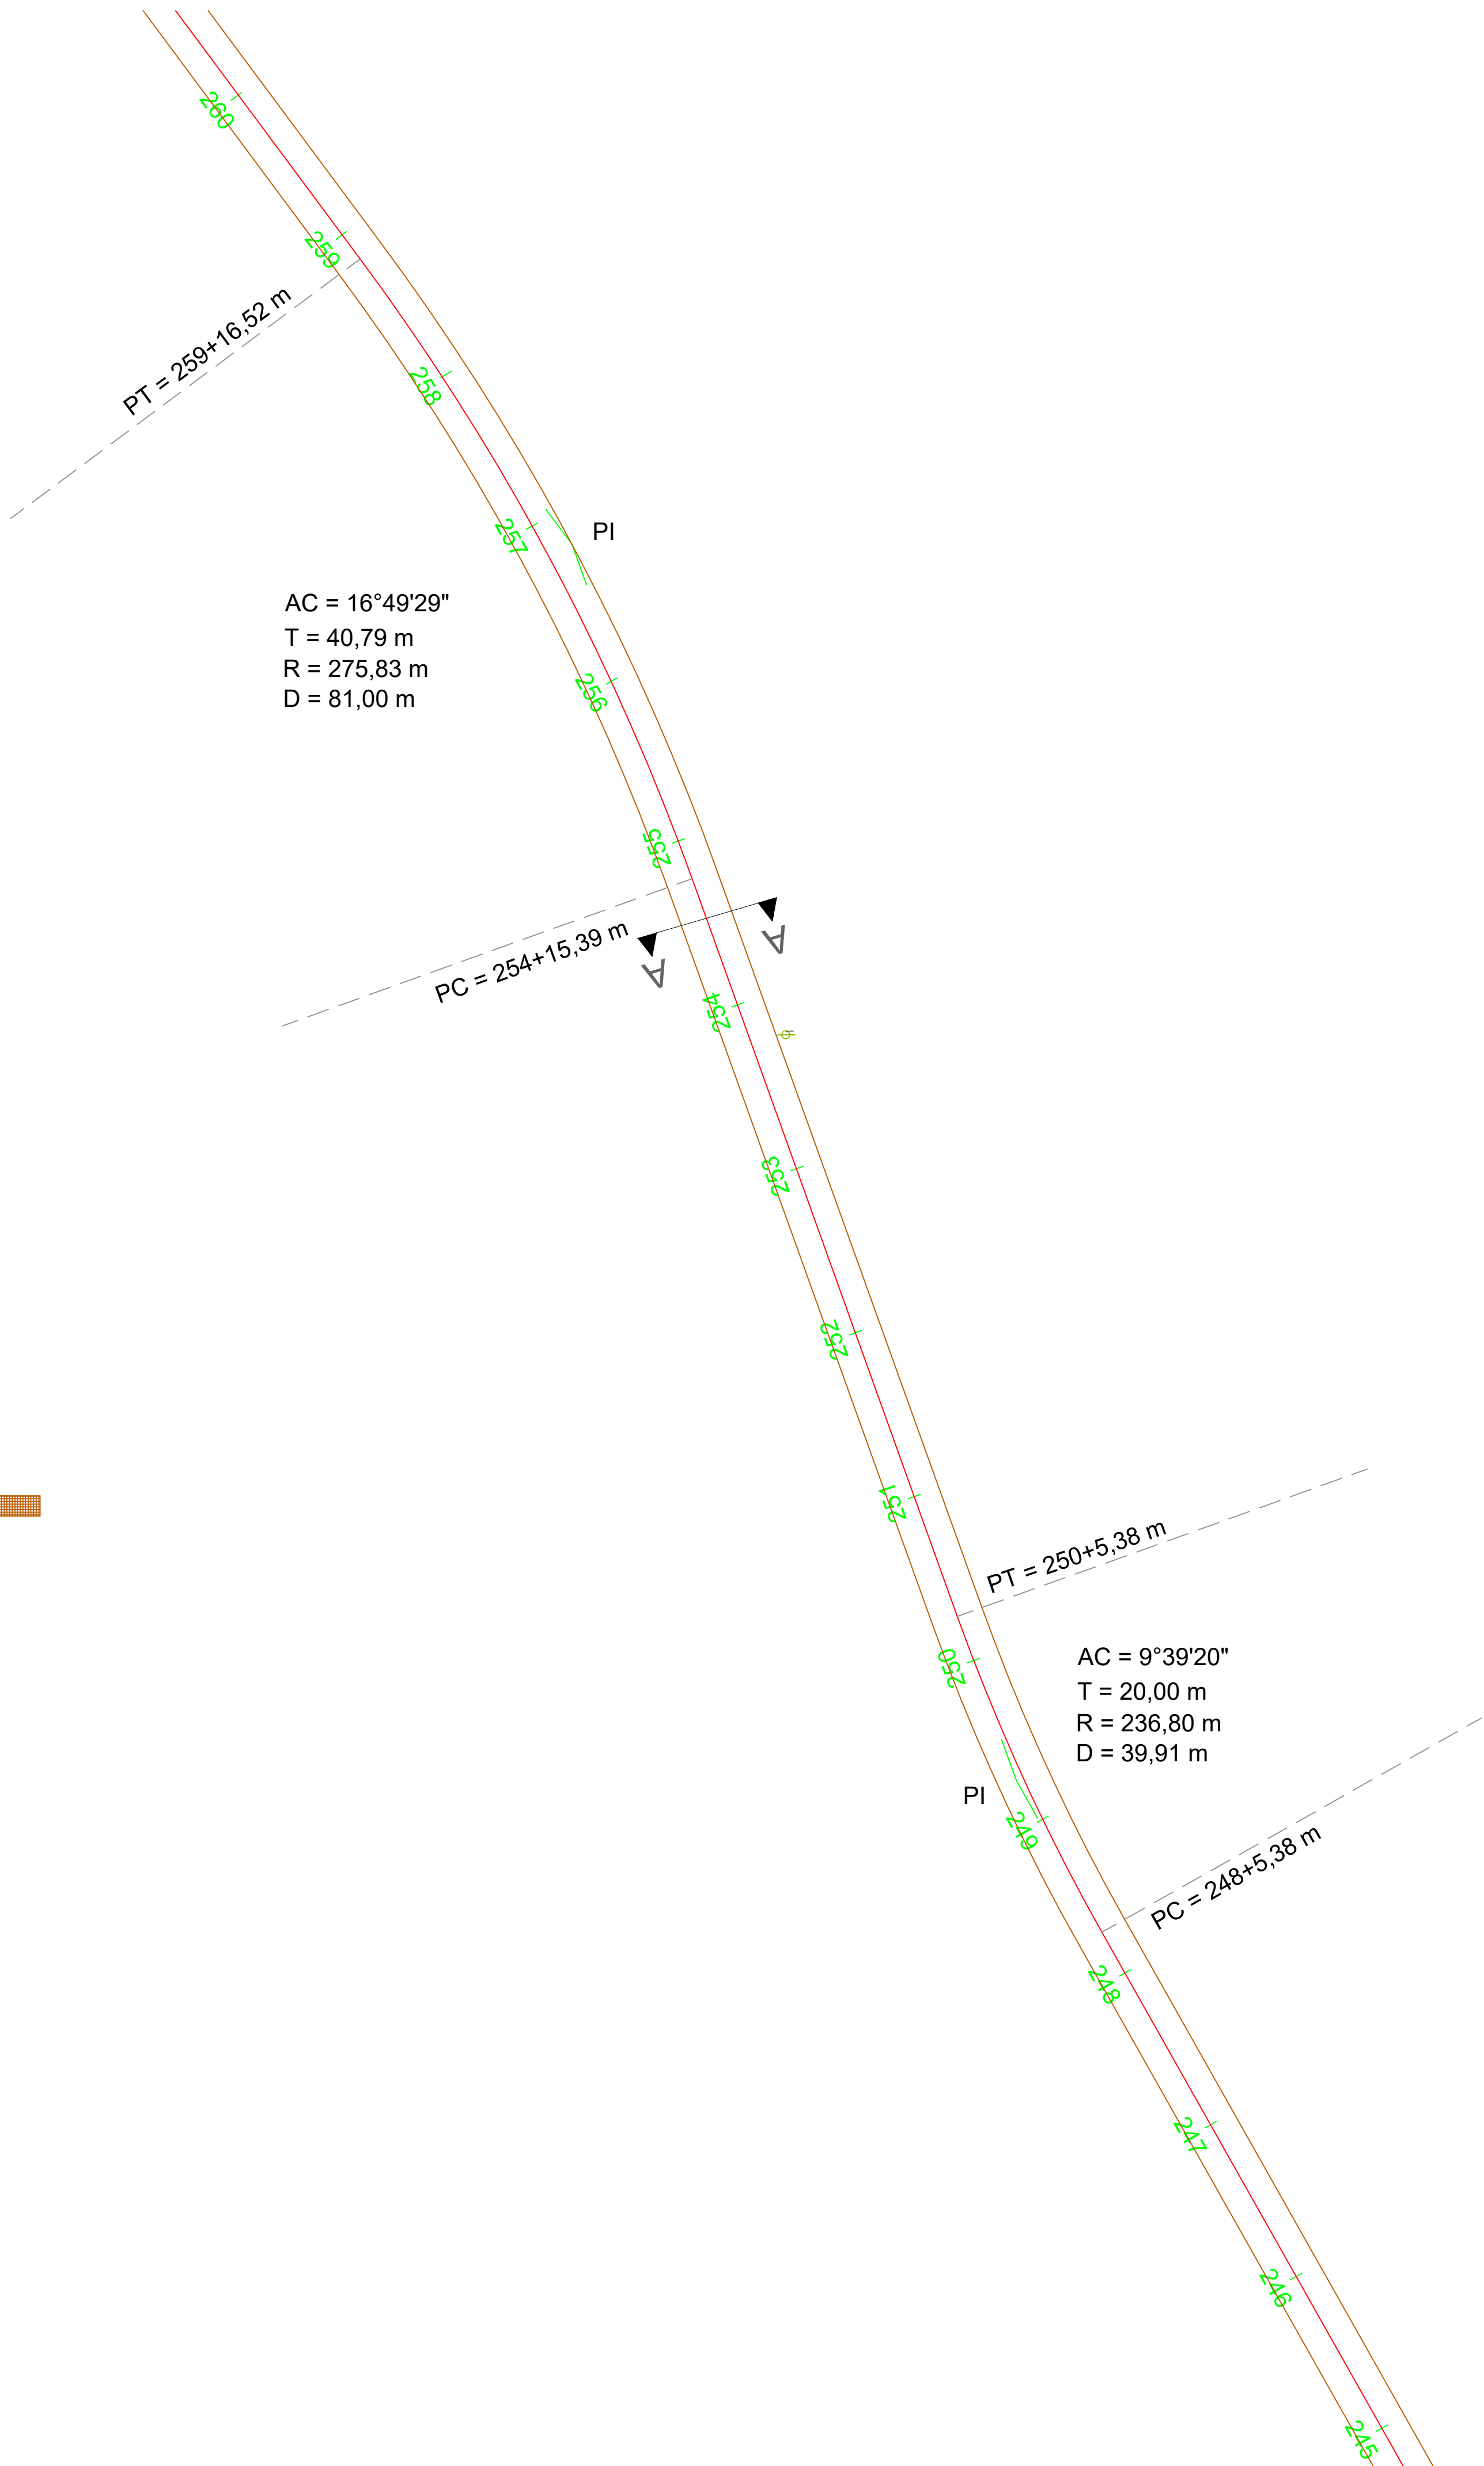 260
259
PT = 259+16,52 m
258
257
PI
AC = 16°49'29"
T = 40,79 m
R = 275,83 m
D = 81,00 m
256
255
PC = 254+15,39 m
A
A
254
253
252
251
PT = 250+5,38 m
250
AC = 9°39'20"
T = 20,00 m
R = 236,80 m
D = 39,91 m
PI
249
PC = 248+5,38 m
248
247
246
245